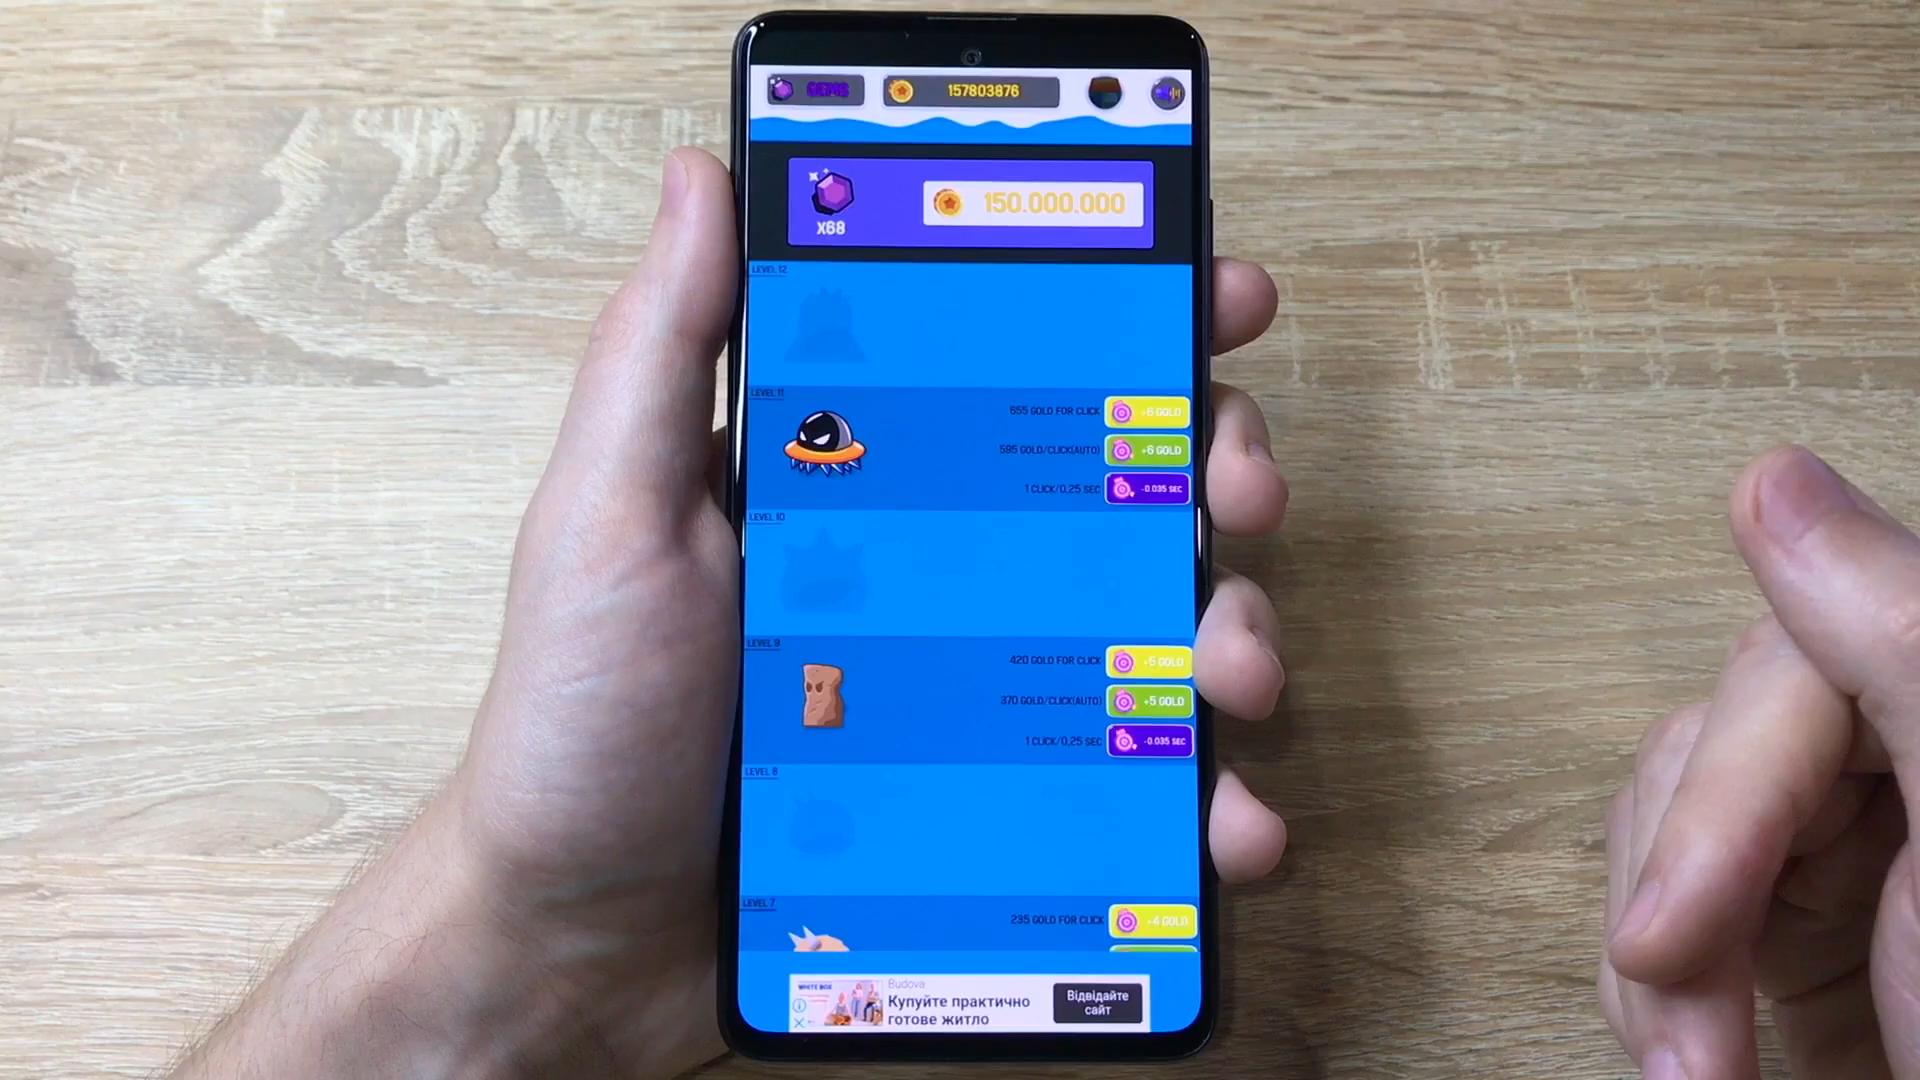 GEMS
157803876
X68
150.000.000
LEVEL 12
LEVEL 11
655 GOLD FOR CLICK
+6 GOLD
595 GOLD/CLICK(AUTO)
+6 GOLD
1 CLICK/0,25 SEC
-0.035 SEC
LEVEL 10
LEVEL 9
420 GOLD FOR CLICK
+5 GOLD
370 GOLD/CLICK(AUTO)
+5 GOLD
1 CLICK/0,25 SEC
-0.035 SEC
LEVEL 8
LEVEL 7
235 GOLD FOR CLICK
+4 GOLD
WHITE BOX
Budova
Купуйте практично
готове житло
Відвідайте
сайт